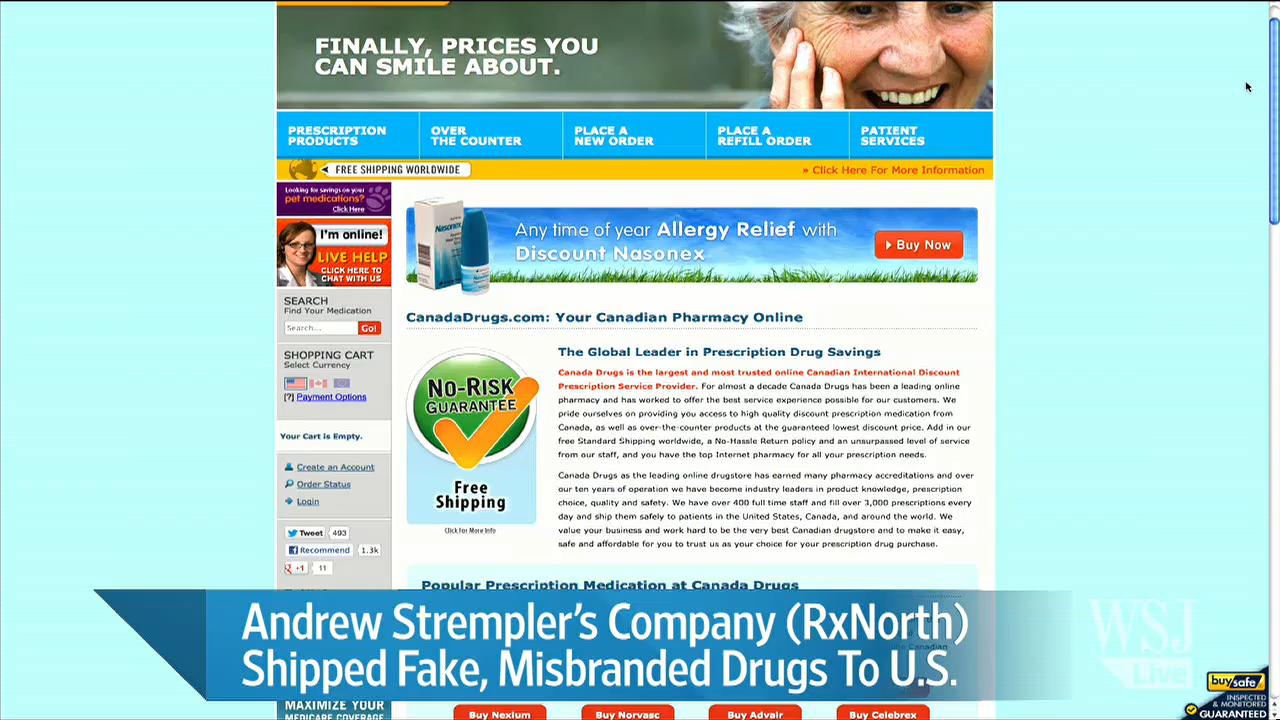 FINALLY, PRICES YOU
CAN SMILE ABOUT.
PRESCRIPTION
PRODUCTS
OVER
THE COUNTER
PLACE A
NEW ORDER
PLACE A
REFILL ORDER
PATIENT
SERVICES
FREE SHIPPING WORLDWIDE
» Click Here For More Information
Looking for savings on your
pet medications?
Click Here
I'm online!
LIVE HELP
CLICK HERE TO
CHAT WITH US
SEARCH
Find Your Medication
Search...
Go!
SHOPPING CART
Select Currency
[?] Payment Options
Your Cart is Empty.
Create an Account
Order Status
Login
Tweet 493
Recommend 1.3k
+1 11
Nasonex
Any time of year Allergy Relief with
Discount Nasonex
Buy Now
CanadaDrugs.com: Your Canadian Pharmacy Online
NO-RISK
GUARANTEE
Free
Shipping
Click For More Info
The Global Leader in Prescription Drug Savings
Canada Drugs is the largest and most trusted online Canadian International Discount
Prescription Service Provider. For almost a decade Canada Drugs has been a leading online
pharmacy and has worked to offer the best service experience possible for our customers. We
pride ourselves on providing you access to high quality discount prescription medication from
Canada, as well as over-the-counter products at the guaranteed lowest discount price. Add in our
free Standard Shipping worldwide, a No-Hassle Return policy and an unsurpassed level of service
from our staff, and you have the top Internet pharmacy for all your prescription needs.
Canada Drugs as the leading online drugstore has earned many pharmacy accreditations and over
our ten years of operation we have become industry leaders in product knowledge, prescription
choice, quality and safety. We have over 400 full time staff and fill over 3,000 prescriptions every
day and ship them safely to patients in the United States, Canada, and around the world. We
value your business and work hard to be the very best Canadian drugstore and to make it easy,
safe and affordable for you to trust us as your choice for your prescription drug purchase.
Popular Prescription Medication at Canada Drugs
Andrew Strempler's Company (RxNorth)
Shipped Fake, Misbranded Drugs To U.S.
WSJ
Live
MAXIMIZE YOUR
MEDICARE COVERAGE
Buy Nexium
Buy Norvasc
Buy Advair
Buy Celebrex
buySAFE
INSPECTED
& MONITORED
GUARANTEED